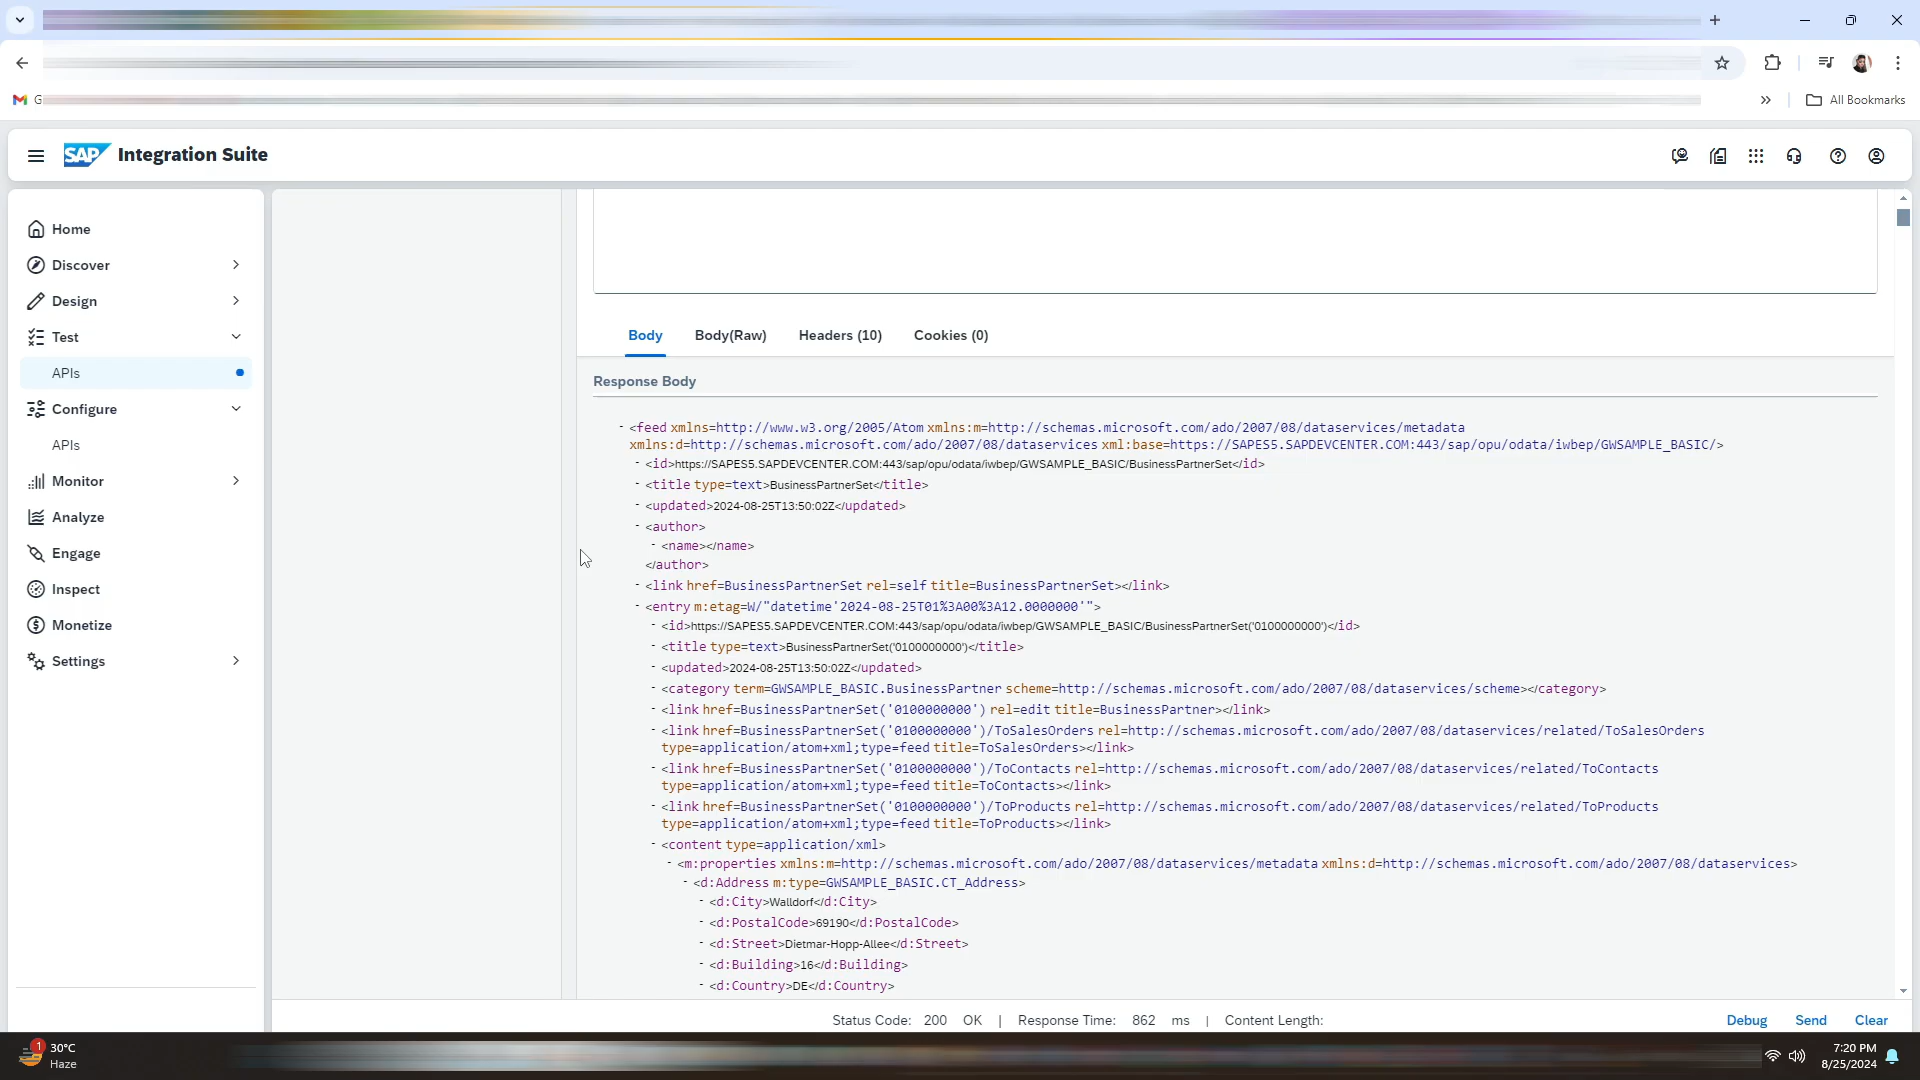 G
All Bookmarks
SAP Integration Suite
Home
Discover
Design
Test
APIs
Configure
APIs
Monitor
Analyze
Engage
Inspect
Monetize
Settings
Body Body(Raw) Headers (10) Cookies (0)
Response Body
- <feed xmlns=http://www.w3.org/2005/Atom xmlns:m=http://schemas.microsoft.com/ado/2007/08/dataservices/metadata
xmlns:d=http://schemas.microsoft.com/ado/2007/08/dataservices xml:base=https://SAPES5.SAPDEVCENTER.COM:443/sap/opu/odata/iwbep/GWSAMPLE_BASIC/>
- <id>https://SAPES5.SAPDEVCENTER.COM:443/sap/opu/odata/iwbep/GWSAMPLE_BASIC/BusinessPartnerSet</id>
- <title type=text>BusinessPartnerSet</title>
- <updated>2024-08-25T13:50:02Z</updated>
- <author>
- <name></name>
</author>
- <link href=BusinessPartnerSet rel=self title=BusinessPartnerSet></link>
- <entry m:etag=W/"datetime'2024-08-25T01%3A00%3A12.0000000'">
- <id>https://SAPES5.SAPDEVCENTER.COM:443/sap/opu/odata/iwbep/GWSAMPLE_BASIC/BusinessPartnerSet('0100000000')</id>
- <title type=text>BusinessPartnerSet('0100000000')</title>
- <updated>2024-08-25T13:50:02Z</updated>
- <category term=GWSAMPLE_BASIC.BusinessPartner scheme=http://schemas.microsoft.com/ado/2007/08/dataservices/scheme></category>
- <link href=BusinessPartnerSet('0100000000') rel=edit title=BusinessPartner></link>
- <link href=BusinessPartnerSet('0100000000')/ToSalesOrders rel=http://schemas.microsoft.com/ado/2007/08/dataservices/related/ToSalesOrders
type=application/atom+xml;type=feed title=ToSalesOrders></link>
- <link href=BusinessPartnerSet('0100000000')/ToContacts rel=http://schemas.microsoft.com/ado/2007/08/dataservices/related/ToContacts
type=application/atom+xml;type=feed title=ToContacts></link>
- <link href=BusinessPartnerSet('0100000000')/ToProducts rel=http://schemas.microsoft.com/ado/2007/08/dataservices/related/ToProducts
type=application/atom+xml;type=feed title=ToProducts></link>
- <content type=application/xml>
- <m:properties xmlns:m=http://schemas.microsoft.com/ado/2007/08/dataservices/metadata xmlns:d=http://schemas.microsoft.com/ado/2007/08/dataservices>
- <d:Address m:type=GWSAMPLE_BASIC.CT_Address>
- <d:City>Walldorf</d:City>
- <d:PostalCode>69190</d:PostalCode>
- <d:Street>Dietmar-Hopp-Allee</d:Street>
- <d:Building>16</d:Building>
- <d:Country>DE</d:Country>
Status Code: 200 OK | Response Time: 862 ms | Content Length:
Debug Send Clear
1
30°C
Haze
7:20 PM
8/25/2024